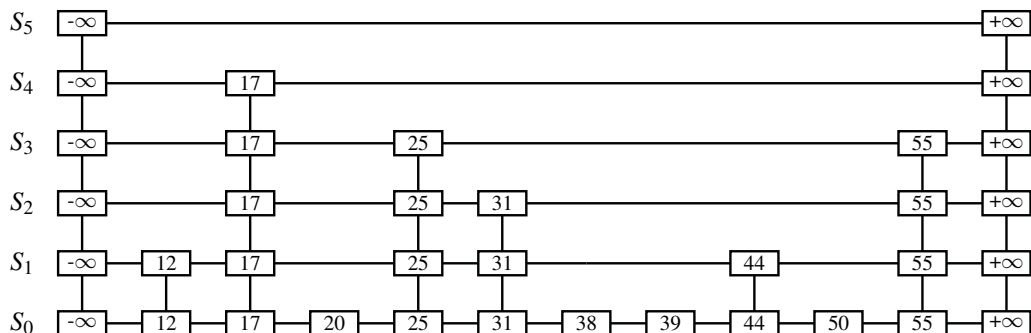 S5 -∞ +∞
S4 -∞ 17 +∞
S3 -∞ 17 25 55 +∞
S2 -∞ 17 25 31 55 +∞
S1 -∞ 12 17 25 31 44 55 +∞
S0 -∞ 12 17 20 25 31 38 39 44 50 55 +∞